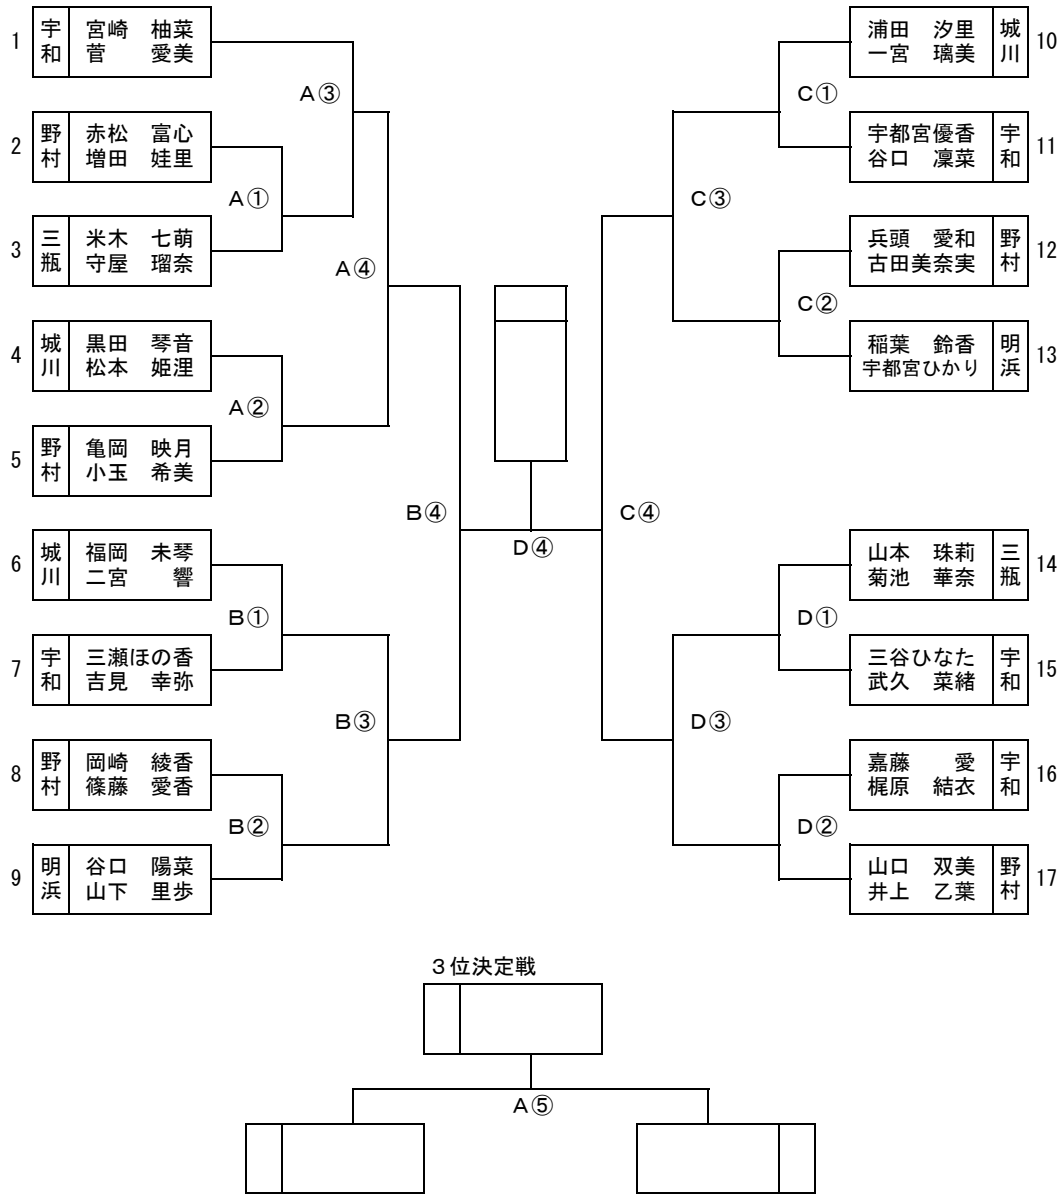 1 宇和 宮崎　柚菜
菅　　愛美
A③
2 野村 赤松　富心
増田　娃里
A①
3 三瓶 米木　七萌
守屋　瑠奈
A④
4 城川 黒田　琴音
松本　姫浬
A②
5 野村 亀岡　映月
小玉　希美
B④
6 城川 福岡　未琴
二宮　　響
B①
7 宇和 三瀬ほの香
吉見　幸弥
B③
8 野村 岡崎　綾香
篠藤　愛香
B②
9 明浜 谷口　陽菜
山下　里歩
D④
浦田　汐里 城川 10
一宮　璃美
C①
宇都宮優香 宇和 11
谷口　凜菜
C③
兵頭　愛和 野村 12
古田美奈実
C②
稲葉　鈴香 明浜 13
宇都宮ひかり
C④
山本　珠莉 三瓶 14
菊池　華奈
D①
三谷ひなた 宇和 15
武久　菜緒
D③
嘉藤　　愛 宇和 16
梶原　結衣
D②
山口　双美 野村 17
井上　乙葉
３位決定戦
A⑤